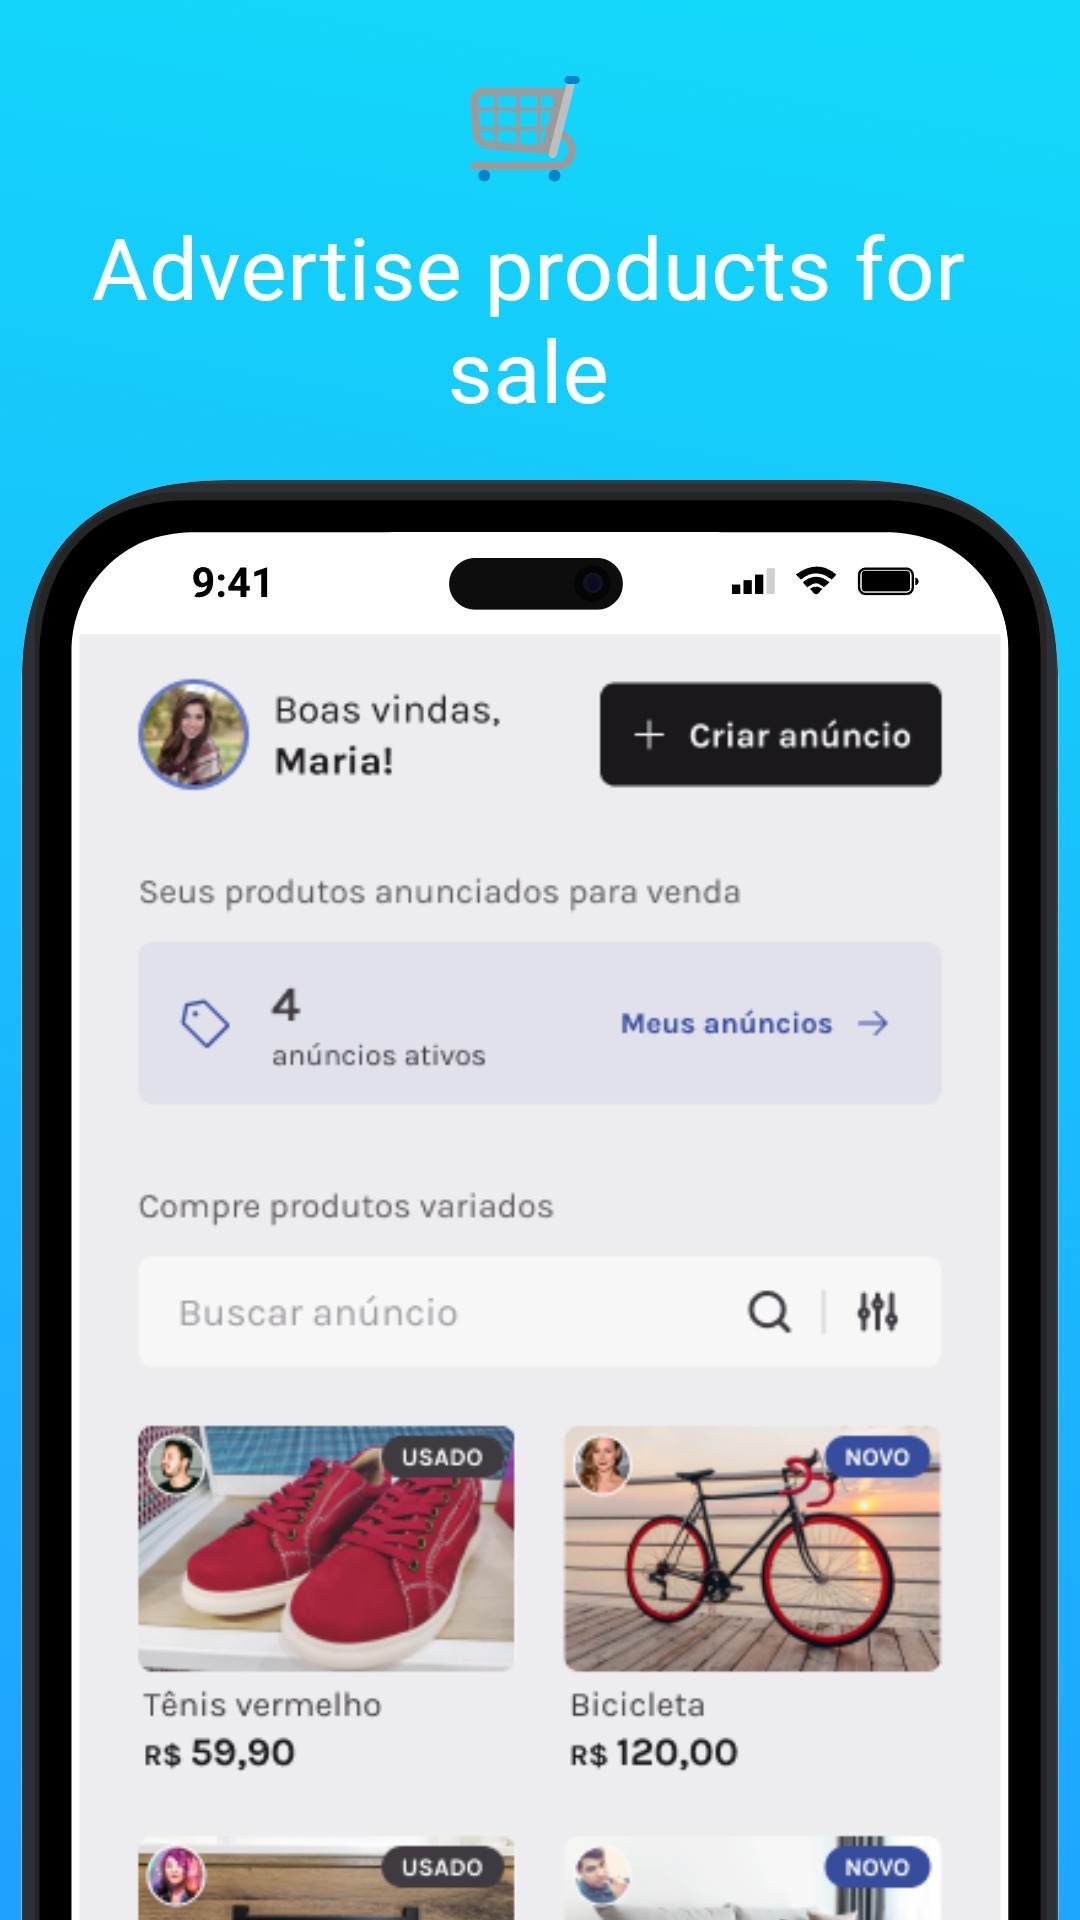 Advertise products for
sale
9:41
Boas vindas,
Maria!
Criar anúncio
Seus produtos anunciados para venda
4
anúncios ativos
Meus anúncios
Compre produtos variados
Buscar anúncio
USADO
NOVO
Tênis vermelho
R$ 59,90
Bicicleta
R$ 120,00
USADO
NOVO